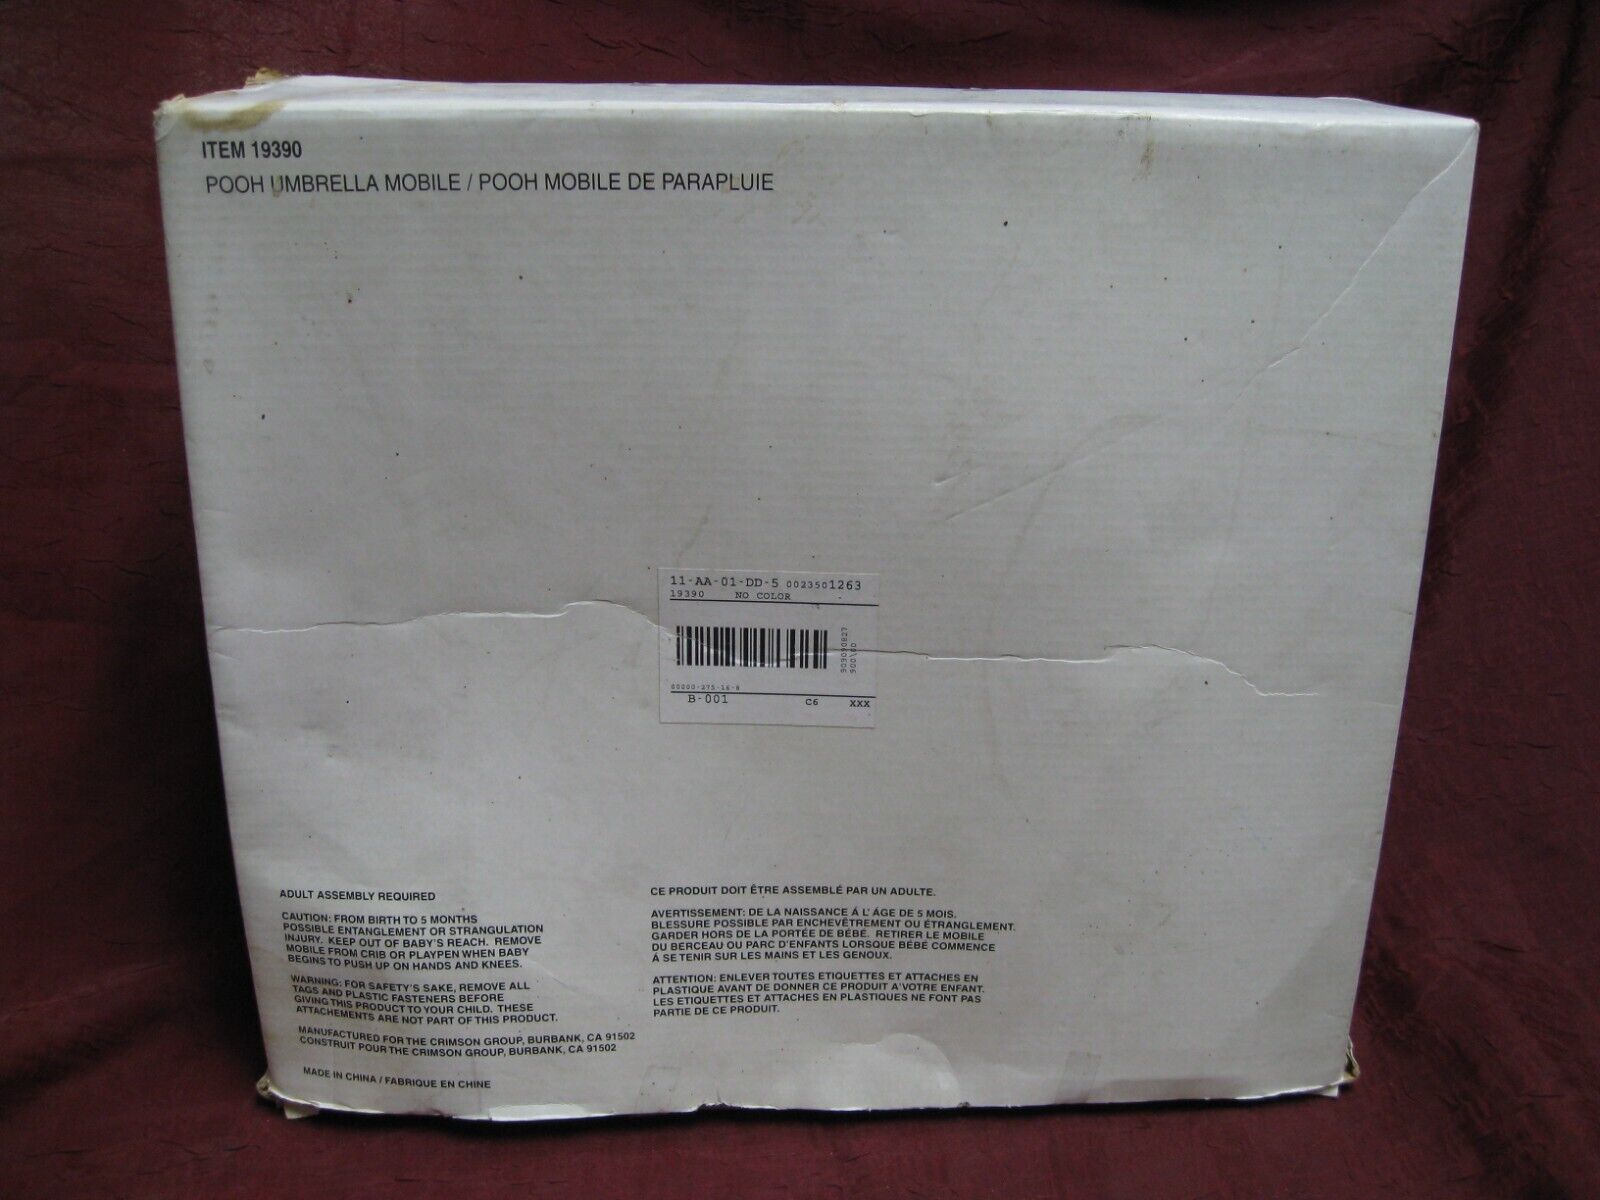 ITEM 19390
POOH UMBRELLA MOBILE / POOH MOBILE DE PARAPLUIE
11-AA-01-DD-5 0023501263
19390 NO COLOR -
909090827
900\00
00000-275-16-8
B-001 C6 XXX
ADULT ASSEMBLY REQUIRED
CAUTION: FROM BIRTH TO 5 MONTHS
POSSIBLE ENTANGLEMENT OR STRANGULATION
INJURY. KEEP OUT OF BABY'S REACH. REMOVE
MOBILE FROM CRIB OR PLAYPEN WHEN BABY
BEGINS TO PUSH UP ON HANDS AND KNEES.
WARNING: FOR SAFETY'S SAKE, REMOVE ALL
TAGS AND PLASTIC FASTENERS BEFORE
GIVING THIS PRODUCT TO YOUR CHILD. THESE
ATTACHEMENTS ARE NOT PART OF THIS PRODUCT.
MANUFACTURED FOR THE CRIMSON GROUP, BURBANK, CA 91502
CONSTRUIT POUR THE CRIMSON GROUP, BURBANK, CA 91502
MADE IN CHINA / FABRIQUE EN CHINE
CE PRODUIT DOIT ÊTRE ASSEMBLÉ PAR UN ADULTE.
AVERTISSEMENT: DE LA NAISSANCE Á L' ÁGE DE 5 MOIS.
BLESSURE POSSIBLE PAR ENCHEVÊTREMENT OU ÉTRANGLEMENT.
GARDER HORS DE LA PORTÉE DE BÉBÉ. RETIRER LE MOBILE
DU BERCEAU OU PARC D'ENFANTS LORSQUE BÉBÉ COMMENCE
Á SE TENIR SUR LES MAINS ET LES GENOUX.
ATTENTION: ENLEVER TOUTES ETIQUETTES ET ATTACHES EN
PLASTIQUE AVANT DE DONNER CE PRODUIT A'VOTRE ENFANT.
LES ETIQUETTES ET ATTACHES EN PLASTIQUES NE FONT PAS
PARTIE DE CE PRODUIT.